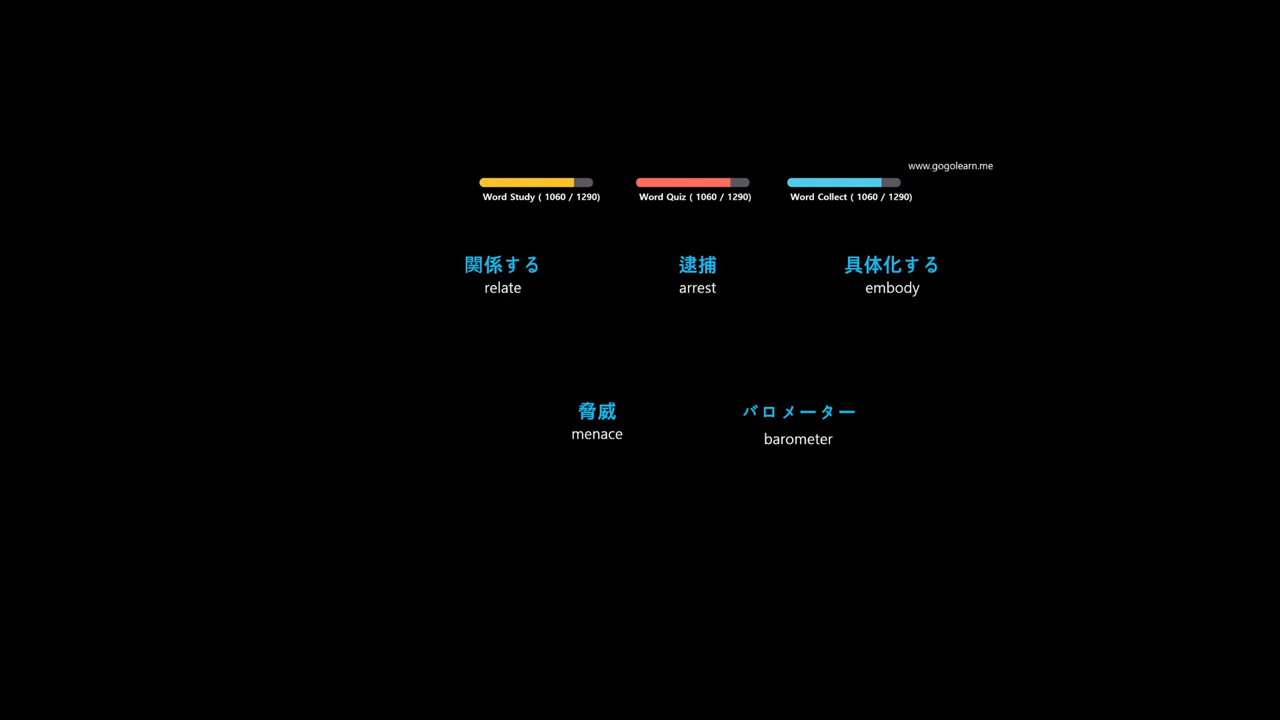 www.gogolearn.me
Word Study ( 1060 / 1290)
Word Quiz ( 1060 / 1290)
Word Collect ( 1060 / 1290)
関係する
relate
逮捕
arrest
具体化する
embody
脅威
menace
バロメーター
barometer